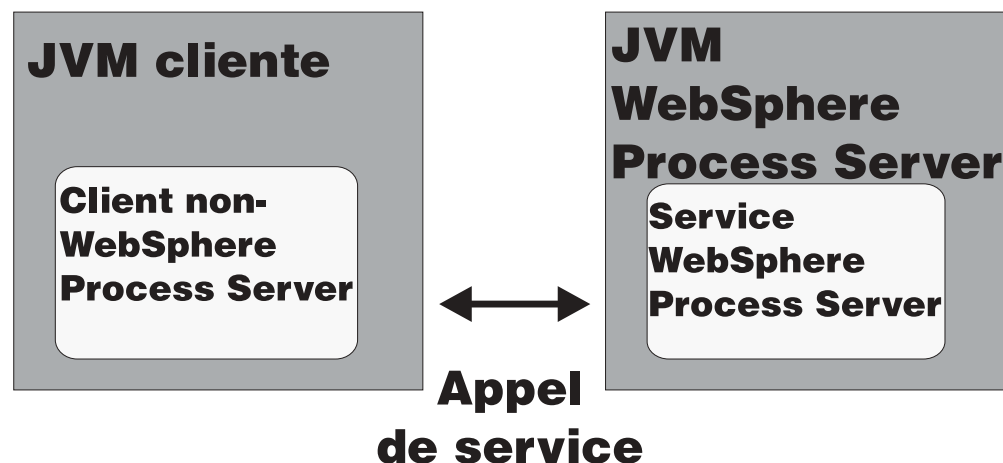 JVM cliente
Client non-
WebSphere
Process Server
JVM
WebSphere
Process Server
Service
WebSphere
Process Server
Appel
de service